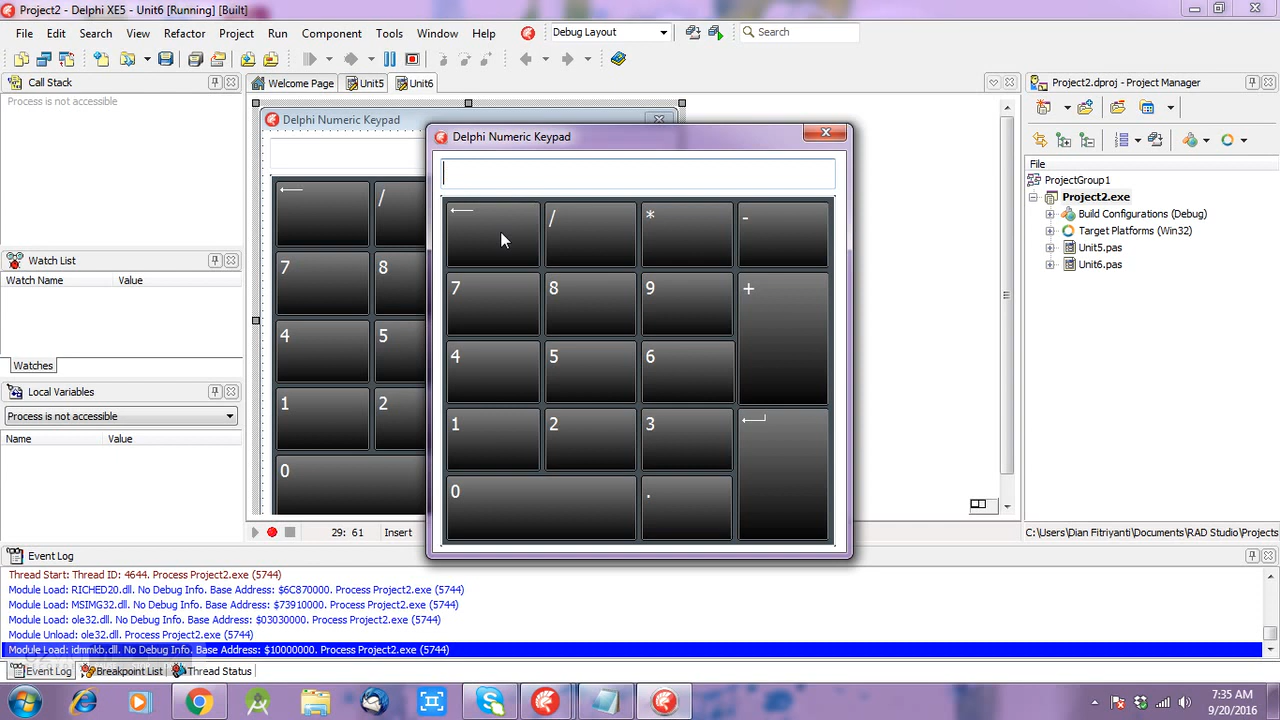 Project2 - Delphi XE5 - Unit6 [Running] [Built]
File Edit Search View Refactor Project Run Component Tools Window Help Debug Layout Search
Call Stack
Process is not accessible
Welcome Page Unit5 Unit6
Project2.dproj - Project Manager
Delphi Numeric Keypad
/
7 8
4 5
1 2
0
Delphi Numeric Keypad
/ * -
7 8 9 +
4 5 6
1 2 3
0 .
File
ProjectGroup1
Project2.exe
Build Configurations (Debug)
Target Platforms (Win32)
Unit5.pas
Unit6.pas
Watch List
Watch Name Value
Watches
Local Variables
Process is not accessible
Name Value
29: 61 Insert
C:\Users\Dian Fitriyanti\Documents\RAD Studio\Projects
Event Log
Thread Start: Thread ID: 4644. Process Project2.exe (5744)
Module Load: RICHED20.dll. No Debug Info. Base Address: $6C870000. Process Project2.exe (5744)
Module Load: MSIMG32.dll. No Debug Info. Base Address: $73910000. Process Project2.exe (5744)
Module Load: ole32.dll. No Debug Info. Base Address: $03030000. Process Project2.exe (5744)
Module Unload: ole32.dll. Process Project2.exe (5744)
Module Load: idmmkb.dll. No Debug Info. Base Address: $10000000. Process Project2.exe (5744)
Event Log Breakpoint List Thread Status
7:35 AM
9/20/2016